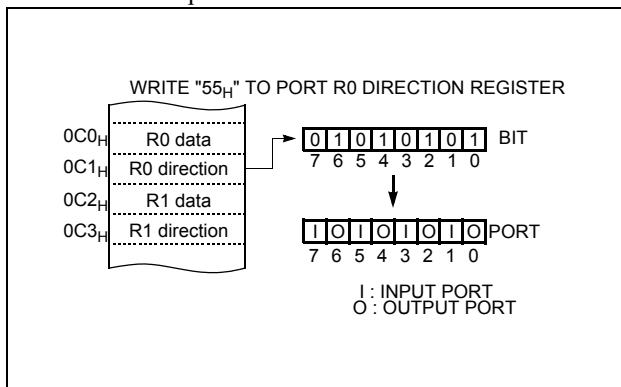 WRITE "55H" TO PORT R0 DIRECTION REGISTER
0C0H R0 data
0C1H R0 direction
0C2H R1 data
0C3H R1 direction
0 1 0 1 0 1 0 1 BIT
7 6 5 4 3 2 1 0
I O I O I O I O PORT
7 6 5 4 3 2 1 0
I : INPUT PORT
O : OUTPUT PORT